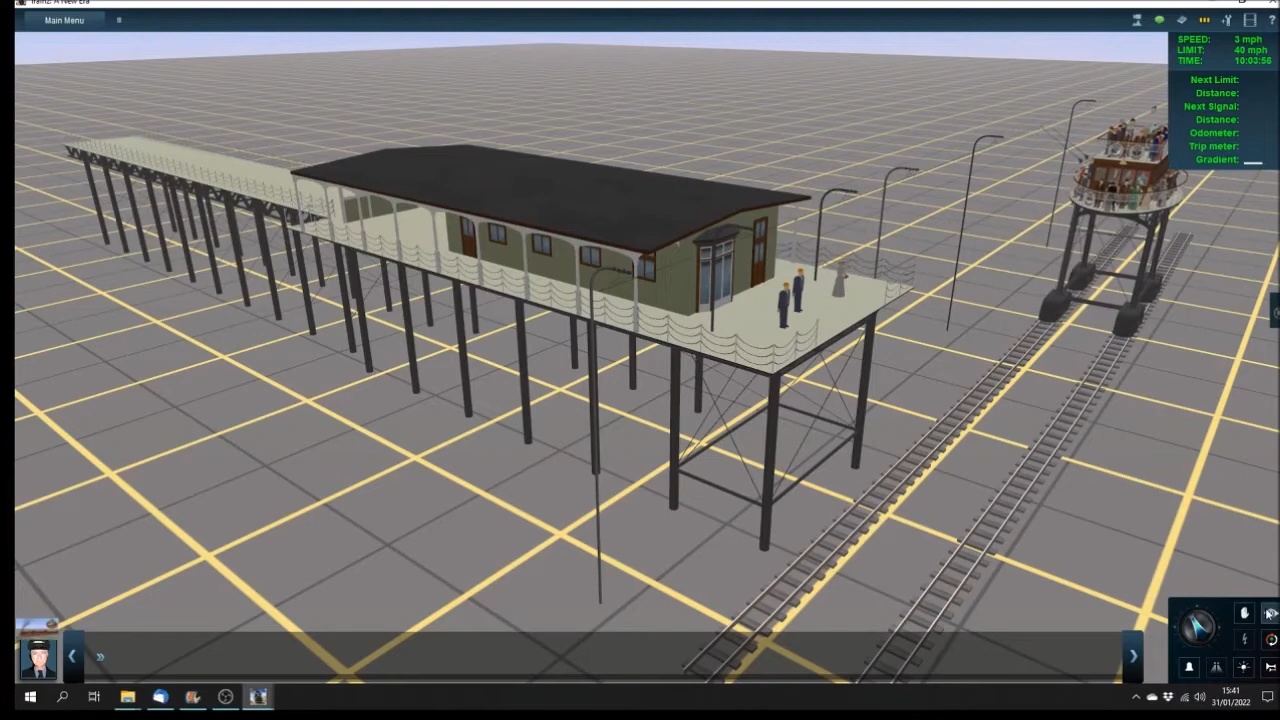 Trainz: A New Era
Main Menu
SPEED: 3 mph
LIMIT: 40 mph
TIME: 10:03:56
Next Limit:
Distance:
Next Signal:
Distance:
Odometer:
Trip meter:
Gradient:
15:41
31/01/2022